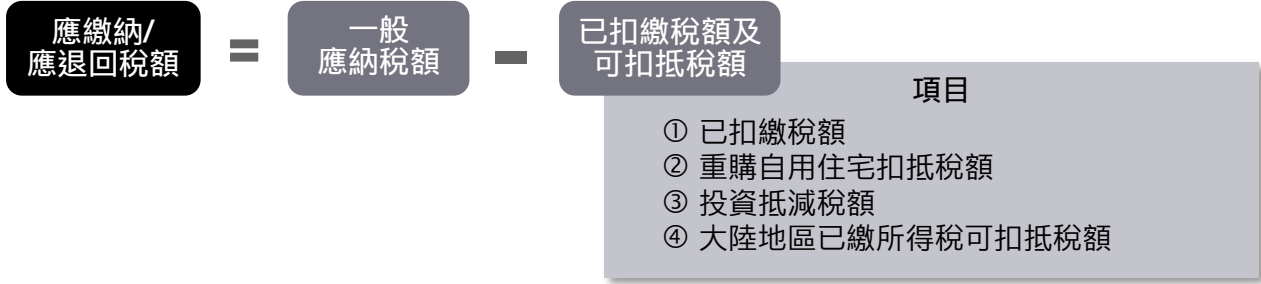 應繳納/
應退回稅額
=
一般
應納稅額
-
已扣繳稅額及
可扣抵稅額
項目
① 已扣繳稅額
② 重購自用住宅扣抵稅額
③ 投資抵減稅額
④ 大陸地區已繳所得稅可扣抵稅額